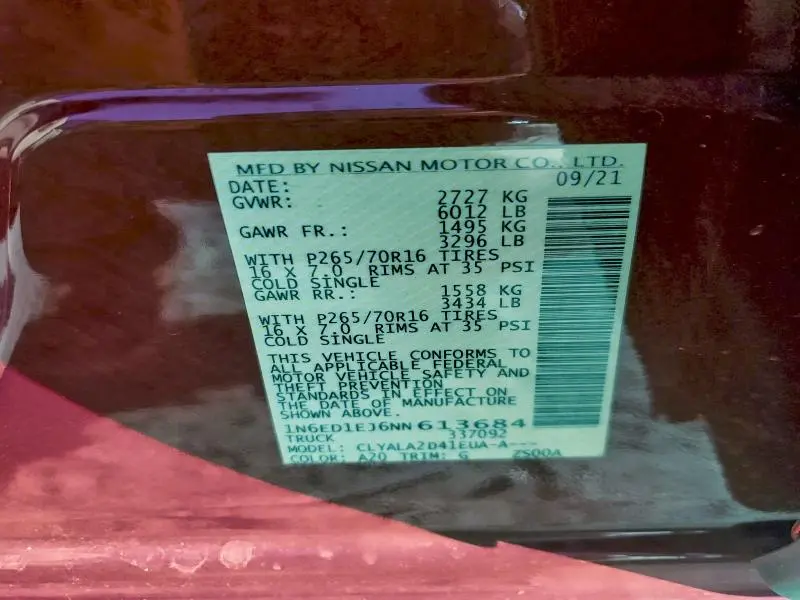 MFD BY NISSAN MOTOR CO., LTD.
DATE: 09/21
GVWR: 2727 KG
6012 LB
GAWR FR.: 1495 KG
3296 LB
WITH P265/70R16 TIRES
16 X 7.0 RIMS AT 35 PSI
COLD SINGLE
GAWR RR.: 1558 KG
3434 LB
WITH P265/70R16 TIRES
16 X 7.0 RIMS AT 35 PSI
COLD SINGLE
THIS VEHICLE CONFORMS TO
ALL APPLICABLE FEDERAL
MOTOR VEHICLE SAFETY AND
THEFT PREVENTION
STANDARDS IN EFFECT ON
THE DATE OF MANUFACTURE
SHOWN ABOVE.
1N6ED1EJ6NN613684
TRUCK 337092
MODEL: CLYALA2D41EUA-A---
COLOR: A20 TRIM: G 2S00A